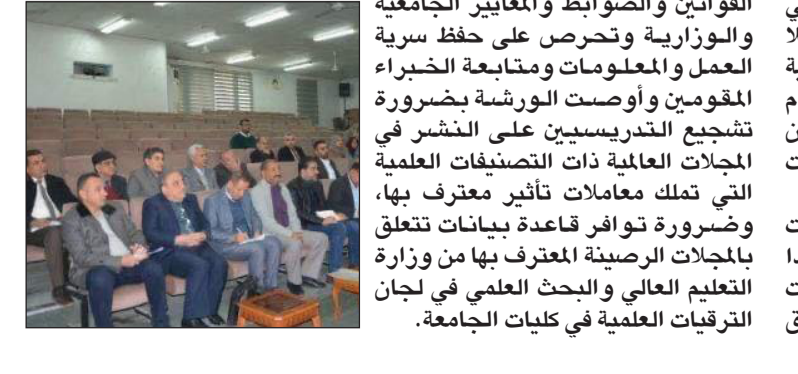 القوانين والضوابط والمعايير الجامعية
والوزارية وتحرص على حفظ سرية
العمل والمعلومات ومتابعة الخبراء
المقومين وأوصت الورشة بضرورة
تشجيع التدريسيين على النشر في
المجلات العالمية ذات التصنيفات العلمية
التي تملك معاملات تأثير معترف بها،
وضرورة توافر قاعدة بيانات تتعلق
بالمجلات الرصينة المعترف بها من وزارة
التعليم العالي والبحث العلمي في لجان
الترقيات العلمية في كليات الجامعة.